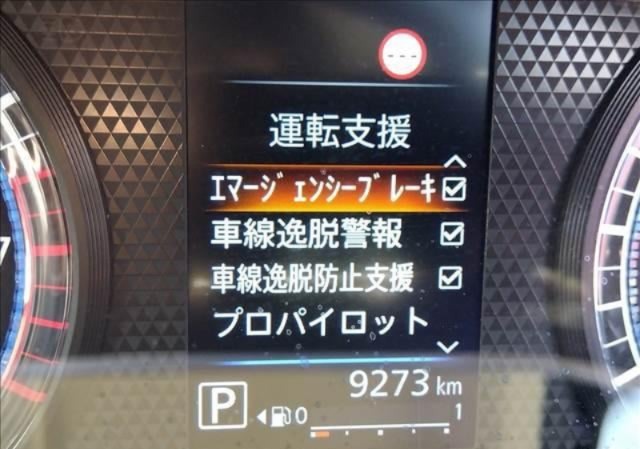 ---
運転支援
エマージェンシーブレーキ
車線逸脱警報
車線逸脱防止支援
プロパイロット
9273 km
P
0
1
7